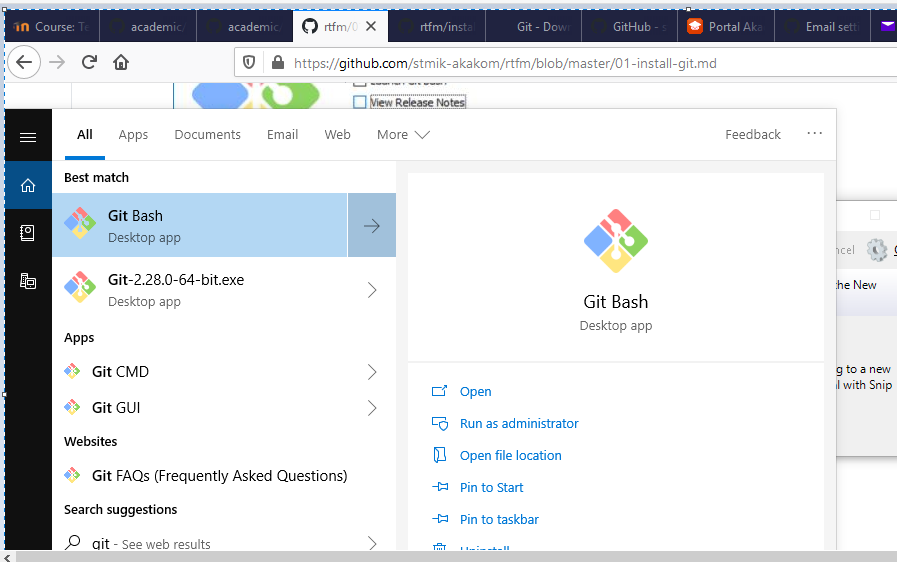 Course: Te
academic/
academic/
rtfm/0
rtfm/insta
Git - Dow
GitHub - s
Portal Aka
Email sett
https://github.com/stmik-akakom/rtfm/blob/master/01-install-git.md
Launch Git Bash
View Release Notes
All
Apps
Documents
Email
Web
More
Feedback
Best match
Git Bash
Desktop app
Git-2.28.0-64-bit.exe
Desktop app
Apps
Git CMD
Git GUI
Websites
Git FAQs (Frequently Asked Questions)
Search suggestions
git - See web results
Git Bash
Desktop app
Open
Run as administrator
Open file location
Pin to Start
Pin to taskbar
Uninstall
ncel
the New
g to a new
l with Snip